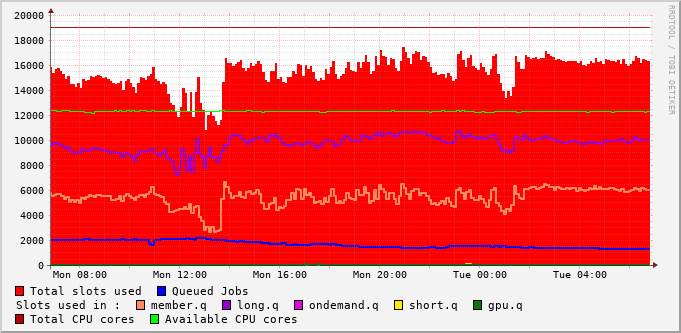 20000
18000
16000
14000
12000
10000
8000
6000
4000
2000
0
Mon 08:00 Mon 12:00 Mon 16:00 Mon 20:00 Tue 00:00 Tue 04:00
RRDTOOL / TOBI OETIKER
Total slots used Queued Jobs
Slots used in : member.q long.q ondemand.q short.q gpu.q
Total CPU cores Available CPU cores